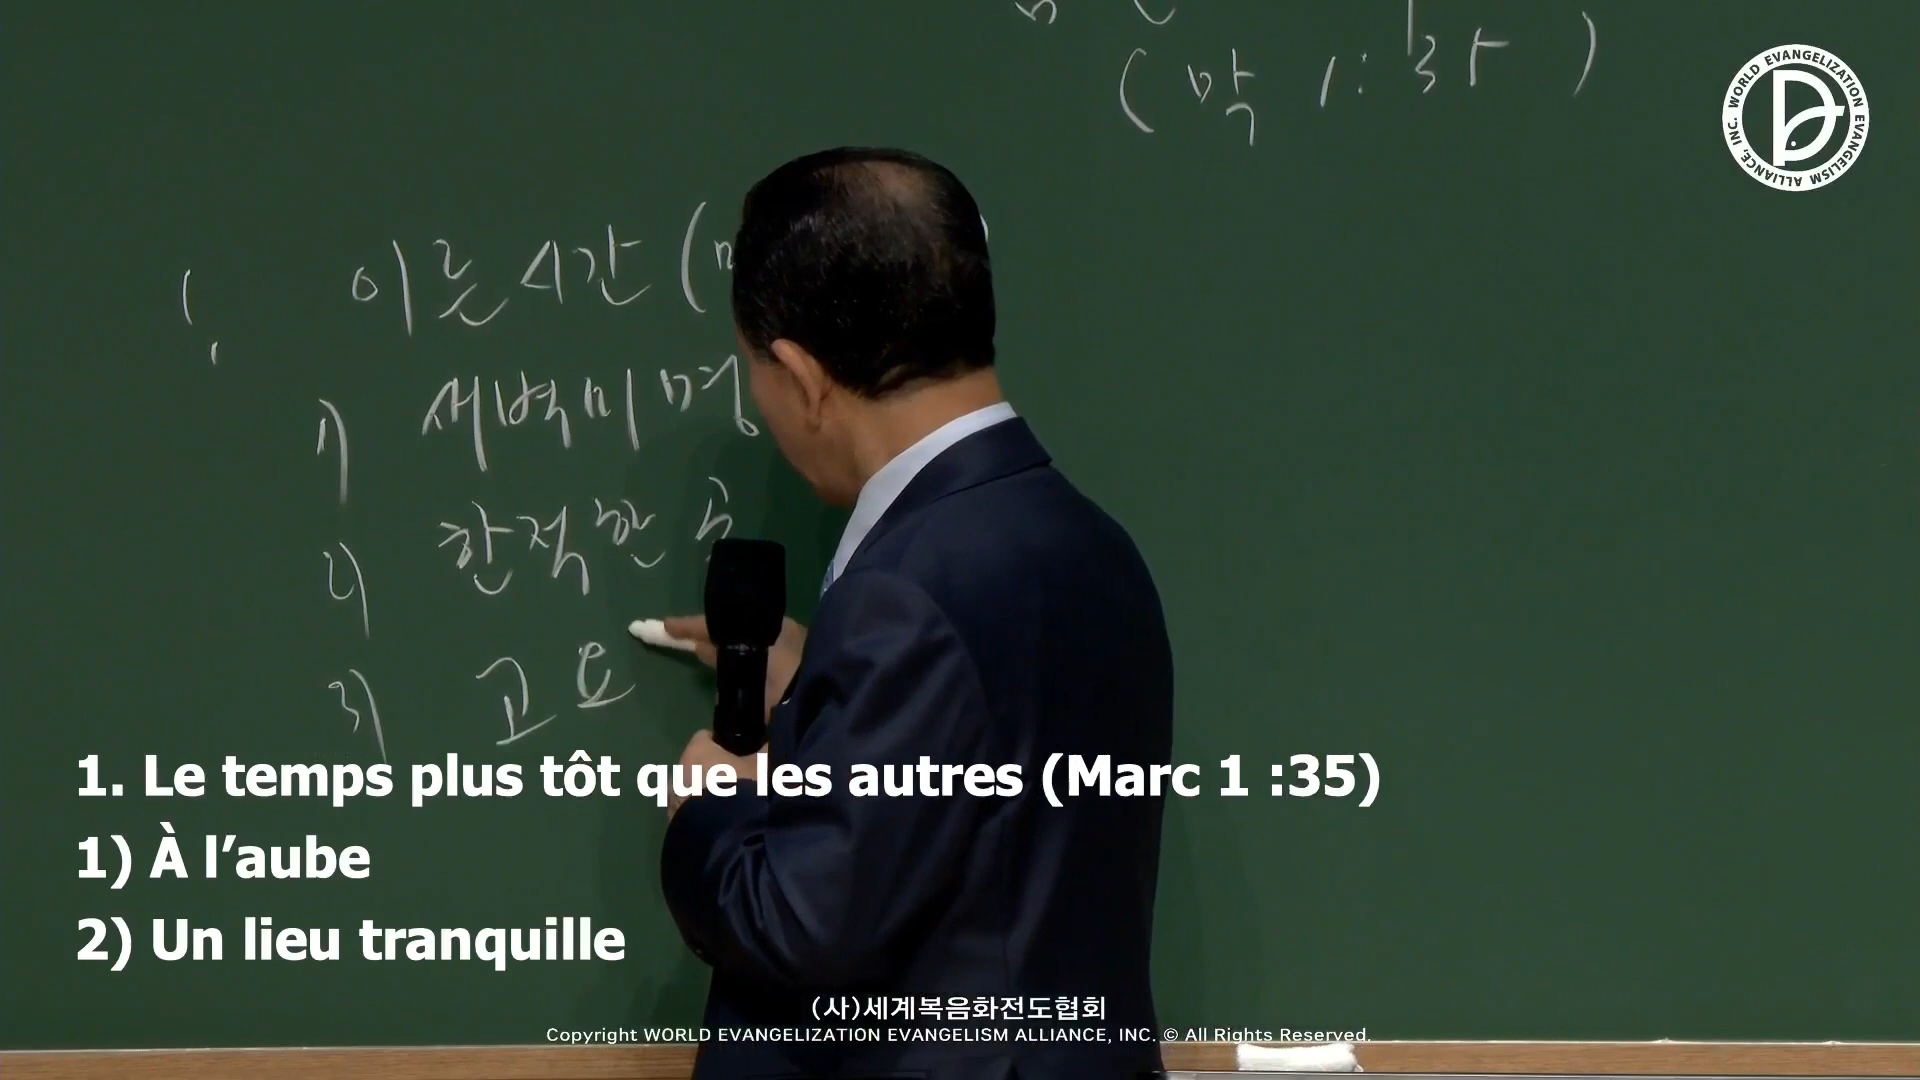 (막 1:35)
WORLD EVANGELIZATION EVANGELISM ALLIANCE, INC.
1. 이른 시간 (
1) 새벽미명
2) 한적한
3) 고요
1. Le temps plus tôt que les autres (Marc 1 :35)
1) À l’aube
2) Un lieu tranquille
(사)세계복음화전도협회
Copyright WORLD EVANGELIZATION EVANGELISM ALLIANCE, INC. © All Rights Reserved.